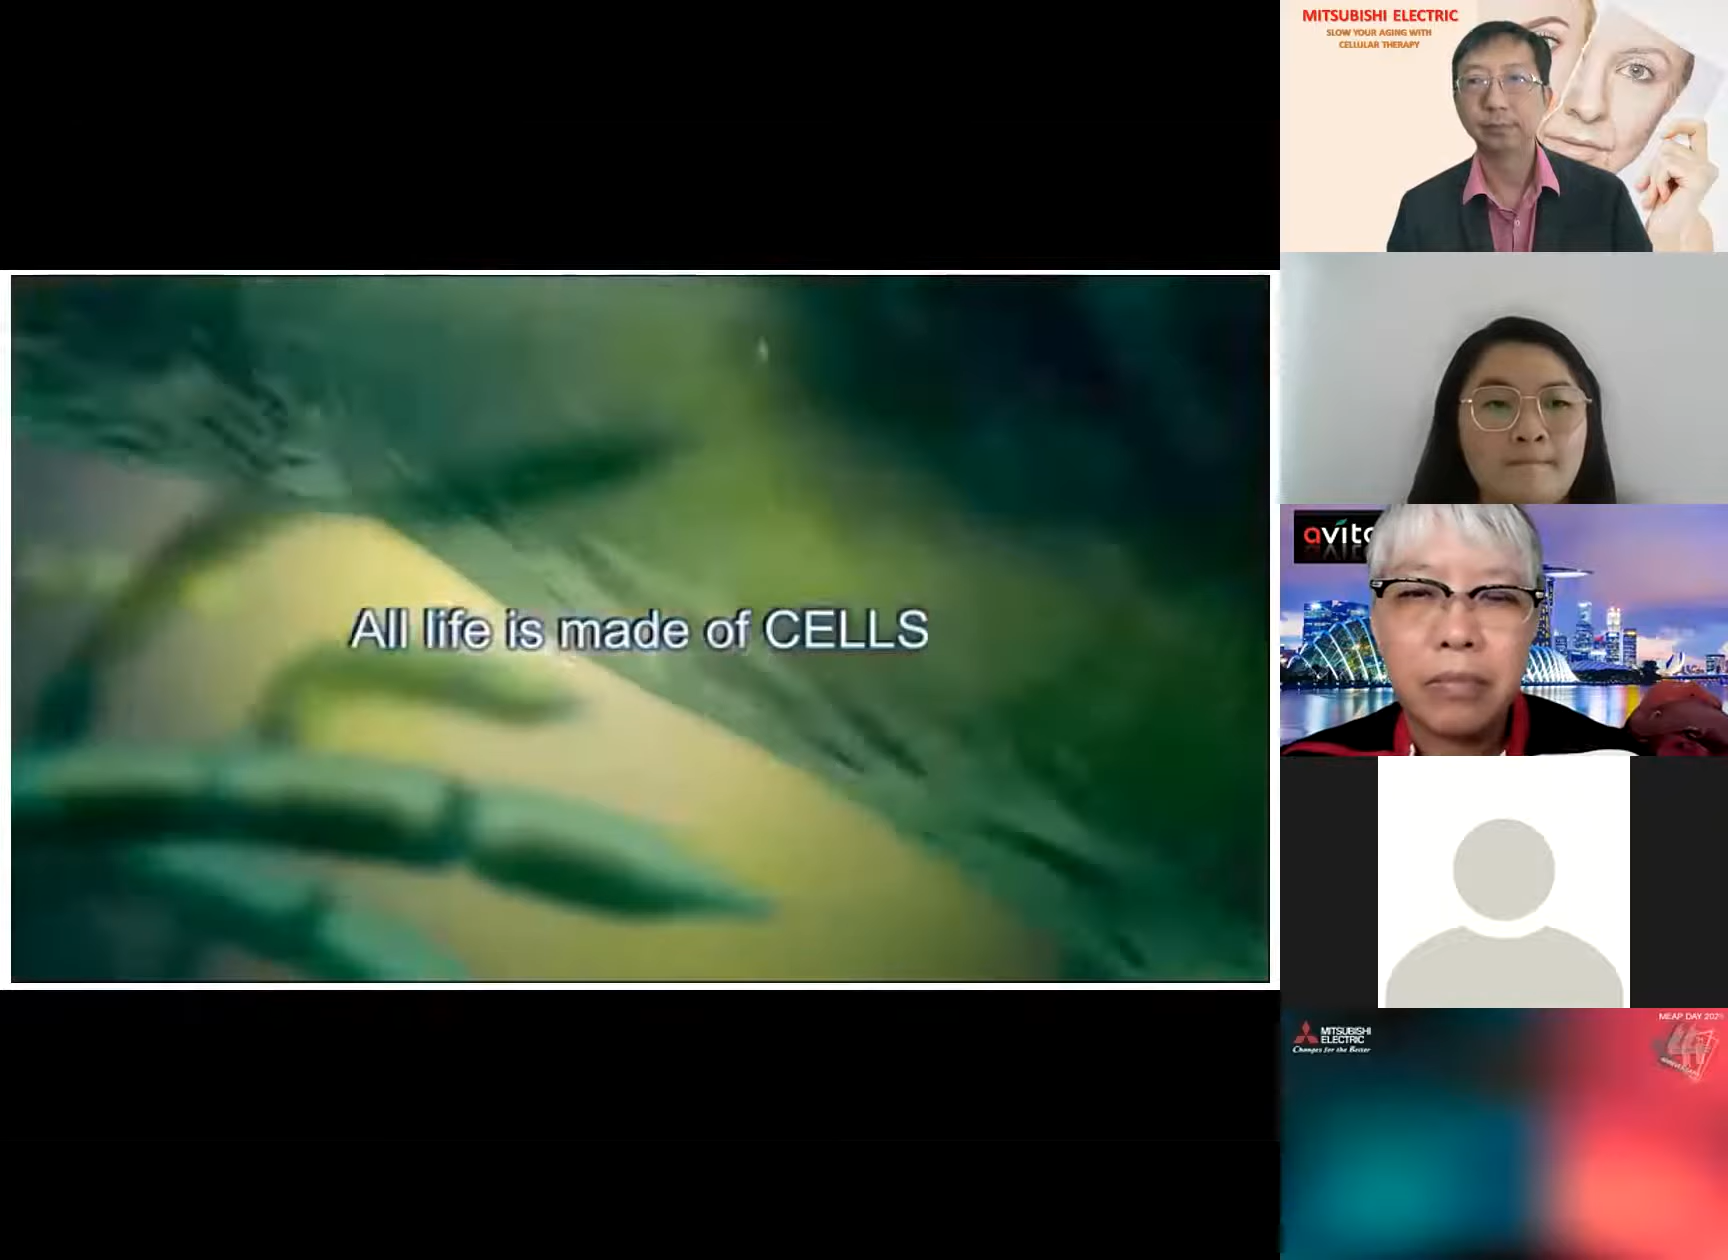 All life is made of CELLS
MITSUBISHI ELECTRIC
SLOW YOUR AGING WITH
CELLULAR THERAPY
MITSUBISHI
ELECTRIC
Changes for the Better
MEAP DAY
ANNIVERSARY